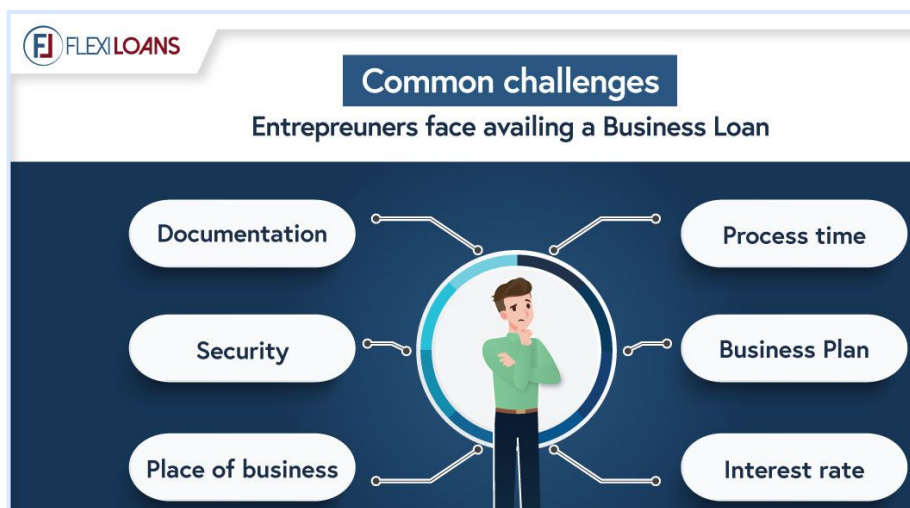 FLEXILOANS
Common challenges
Entrepreuners face availing a Business Loan
Documentation
Process time
Security
Business Plan
Place of business
Interest rate